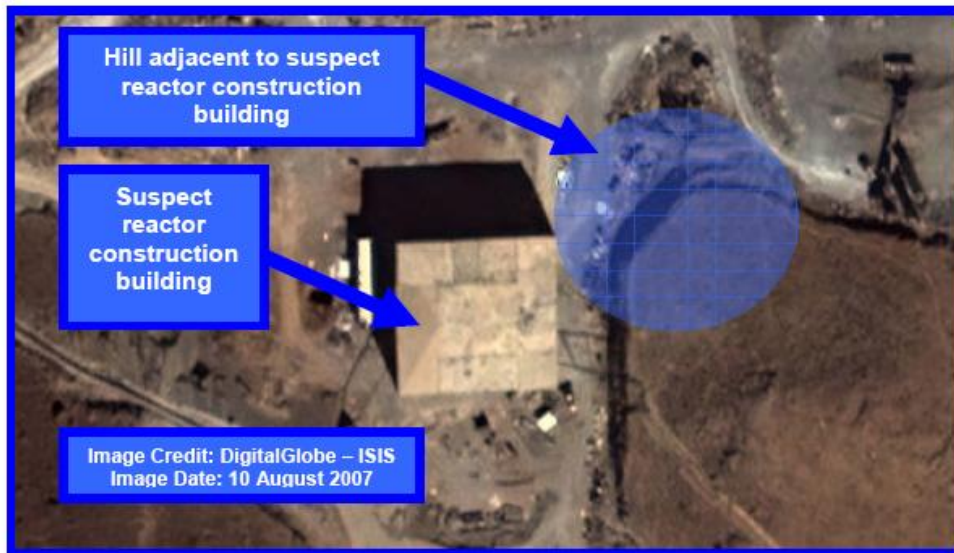 Hill adjacent to suspect
reactor construction
building
Suspect
reactor
construction
building
Image Credit: DigitalGlobe – ISIS
Image Date: 10 August 2007